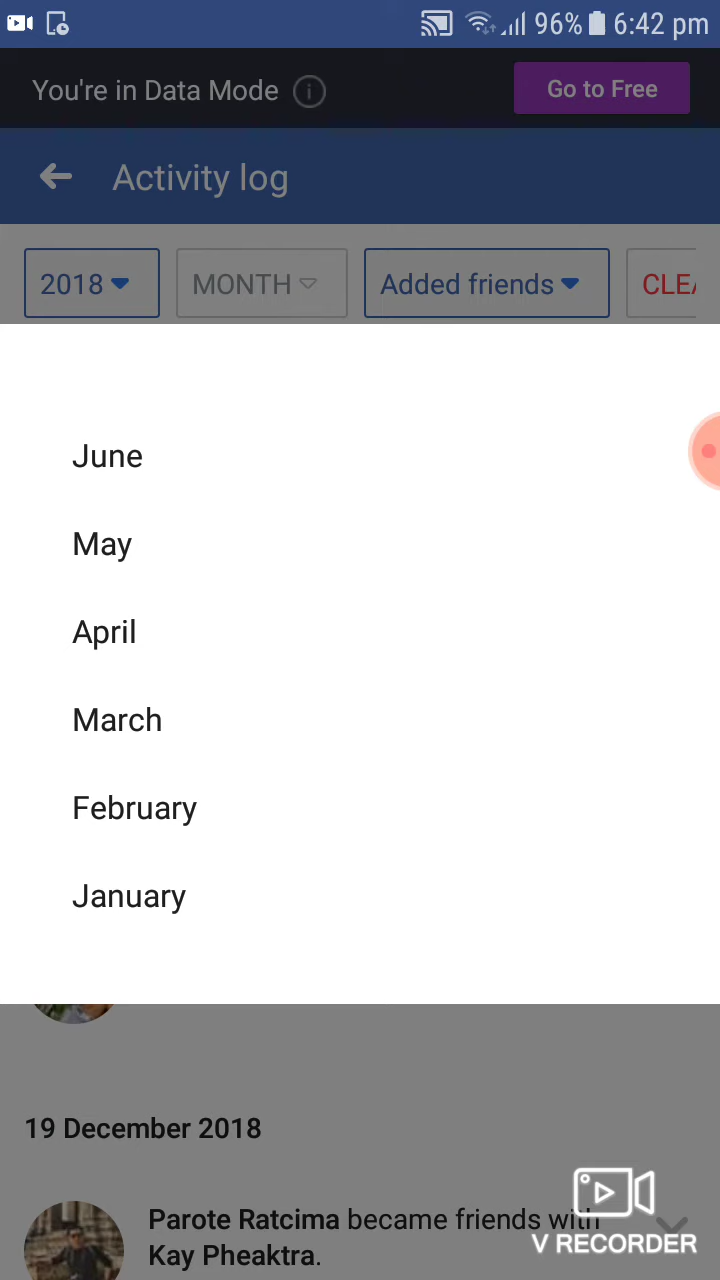 96% 6:42 pm
You're in Data Mode
Go to Free
Activity log
2018
MONTH
Added friends
June
May
April
March
February
January
19 December 2018
Parote Ratcima became friends with
Kay Pheaktra.
V RECORDER